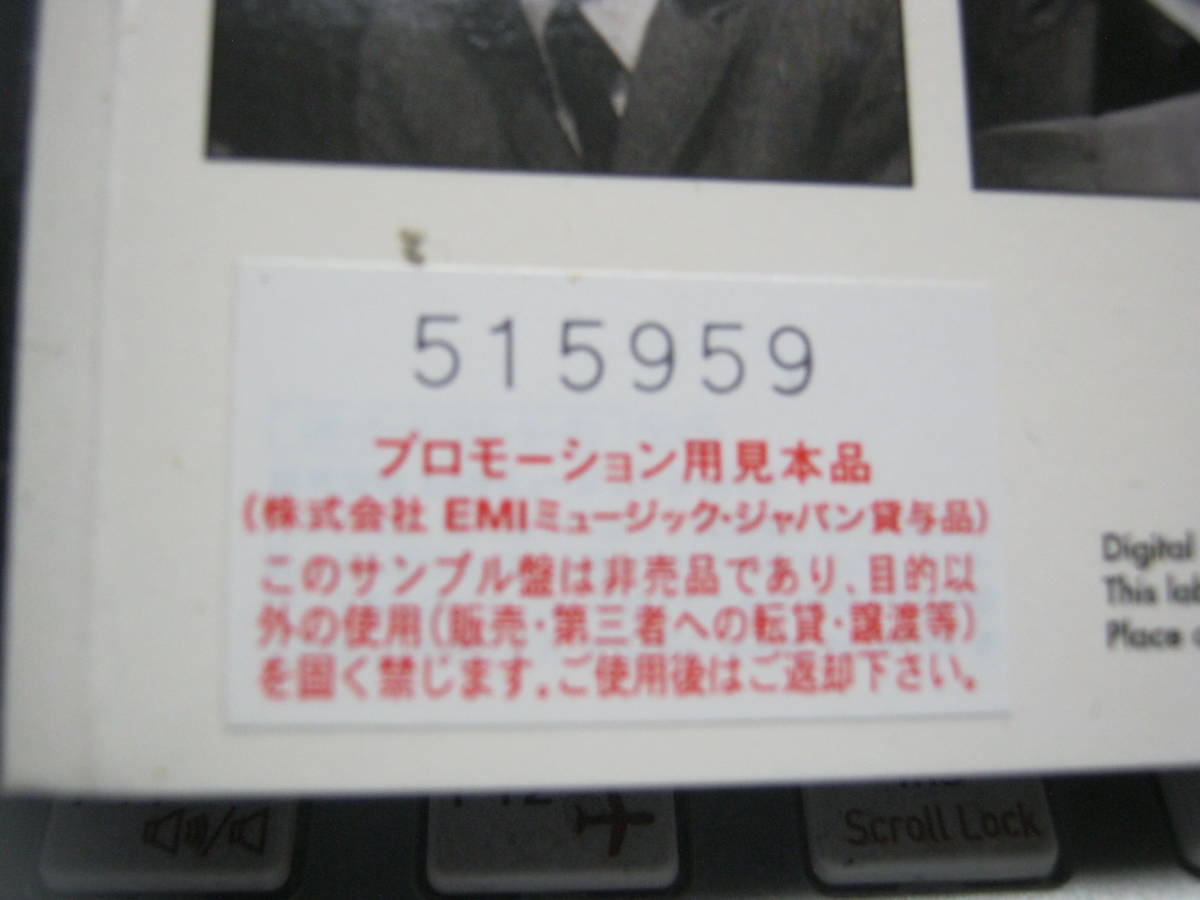 515959
プロモーション用見本品
(株式会社 EMIミュージック・ジャパン貸与品)
このサンプル盤は非売品であり、目的以
外の使用(販売・第三者への転貸・譲渡等)
を固く禁じます。ご使用後はご返却下さい。
Digital
This lab
Place
F12
Scroll Lock